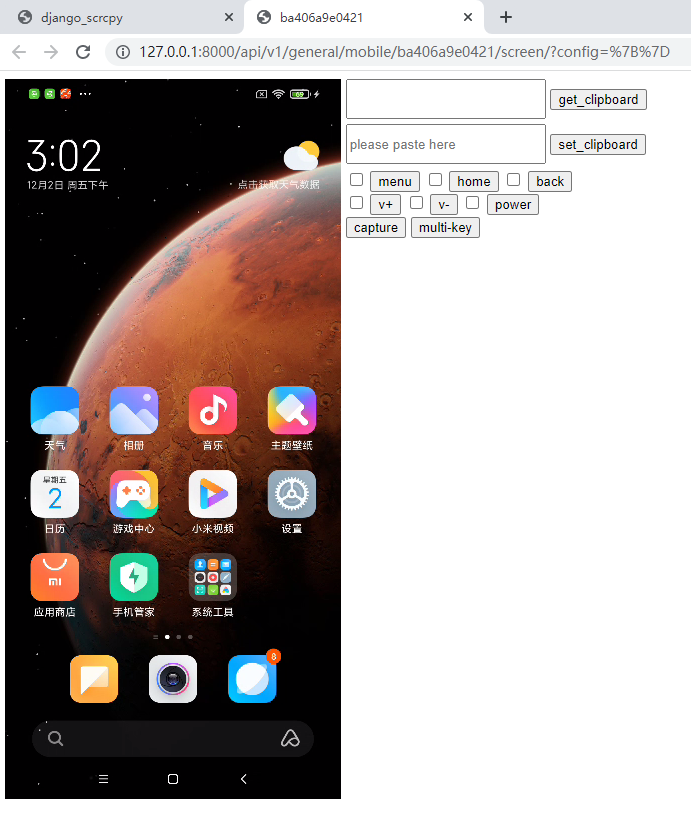 django_scrcpy
ba406a9e0421
127.0.0.1:8000/api/v1/general/mobile/ba406a9e0421/screen/?config=%7B%7D
69
get_clipboard
please paste here
set_clipboard
menu home back
v+ v- power
capture multi-key
3:02
12月2日 周五下午
点击获取天气数据
天气 相册 音乐 主题壁纸
星期五
2
日历 游戏中心 小米视频 设置
mi
应用商店 手机管家 系统工具
8